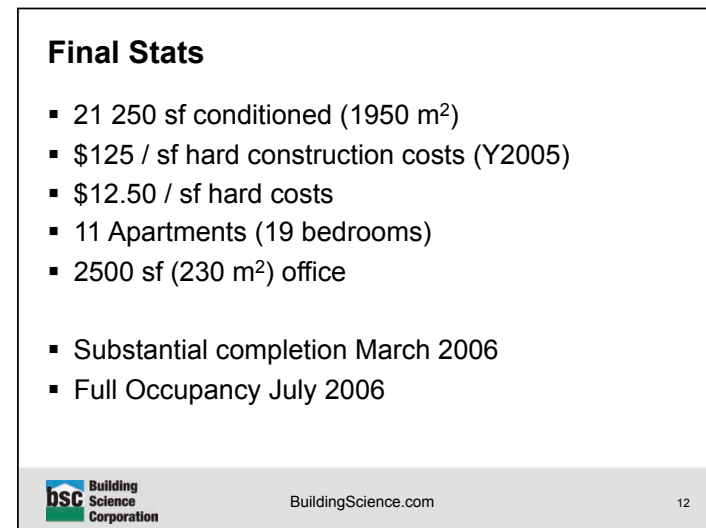 Final Stats
▪ 21 250 sf conditioned (1950 m²)
▪ $125 / sf hard construction costs (Y2005)
▪ $12.50 / sf hard costs
▪ 11 Apartments (19 bedrooms)
▪ 2500 sf (230 m²) office
▪ Substantial completion March 2006
▪ Full Occupancy July 2006
bsc Building Science Corporation
BuildingScience.com
12